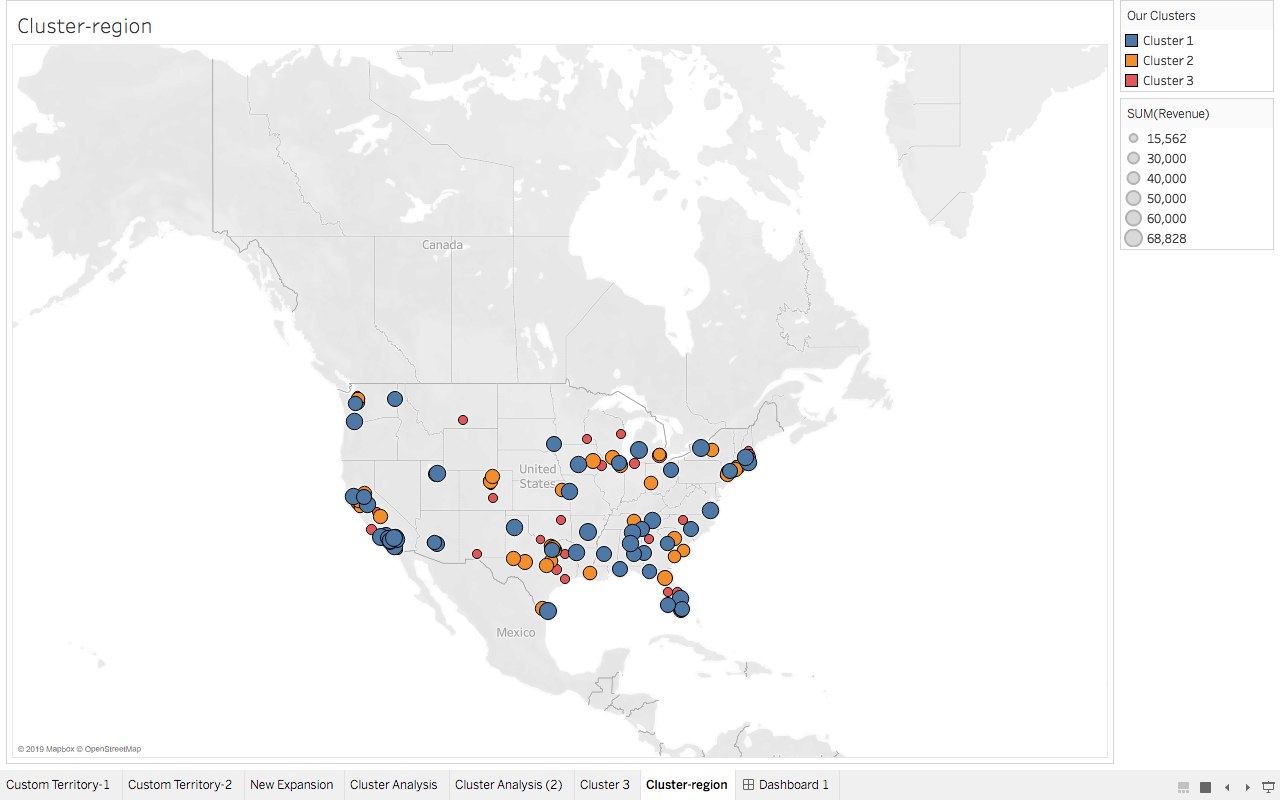 Cluster-region
Our Clusters
Cluster 1
Cluster 2
Cluster 3
SUM(Revenue)
15,562
30,000
40,000
50,000
60,000
68,828
Canada
United
States
Mexico
© 2019 Mapbox © OpenStreetMap
Custom Territory-1
Custom Territory-2
New Expansion
Cluster Analysis
Cluster Analysis (2)
Cluster 3
Cluster-region
Dashboard 1